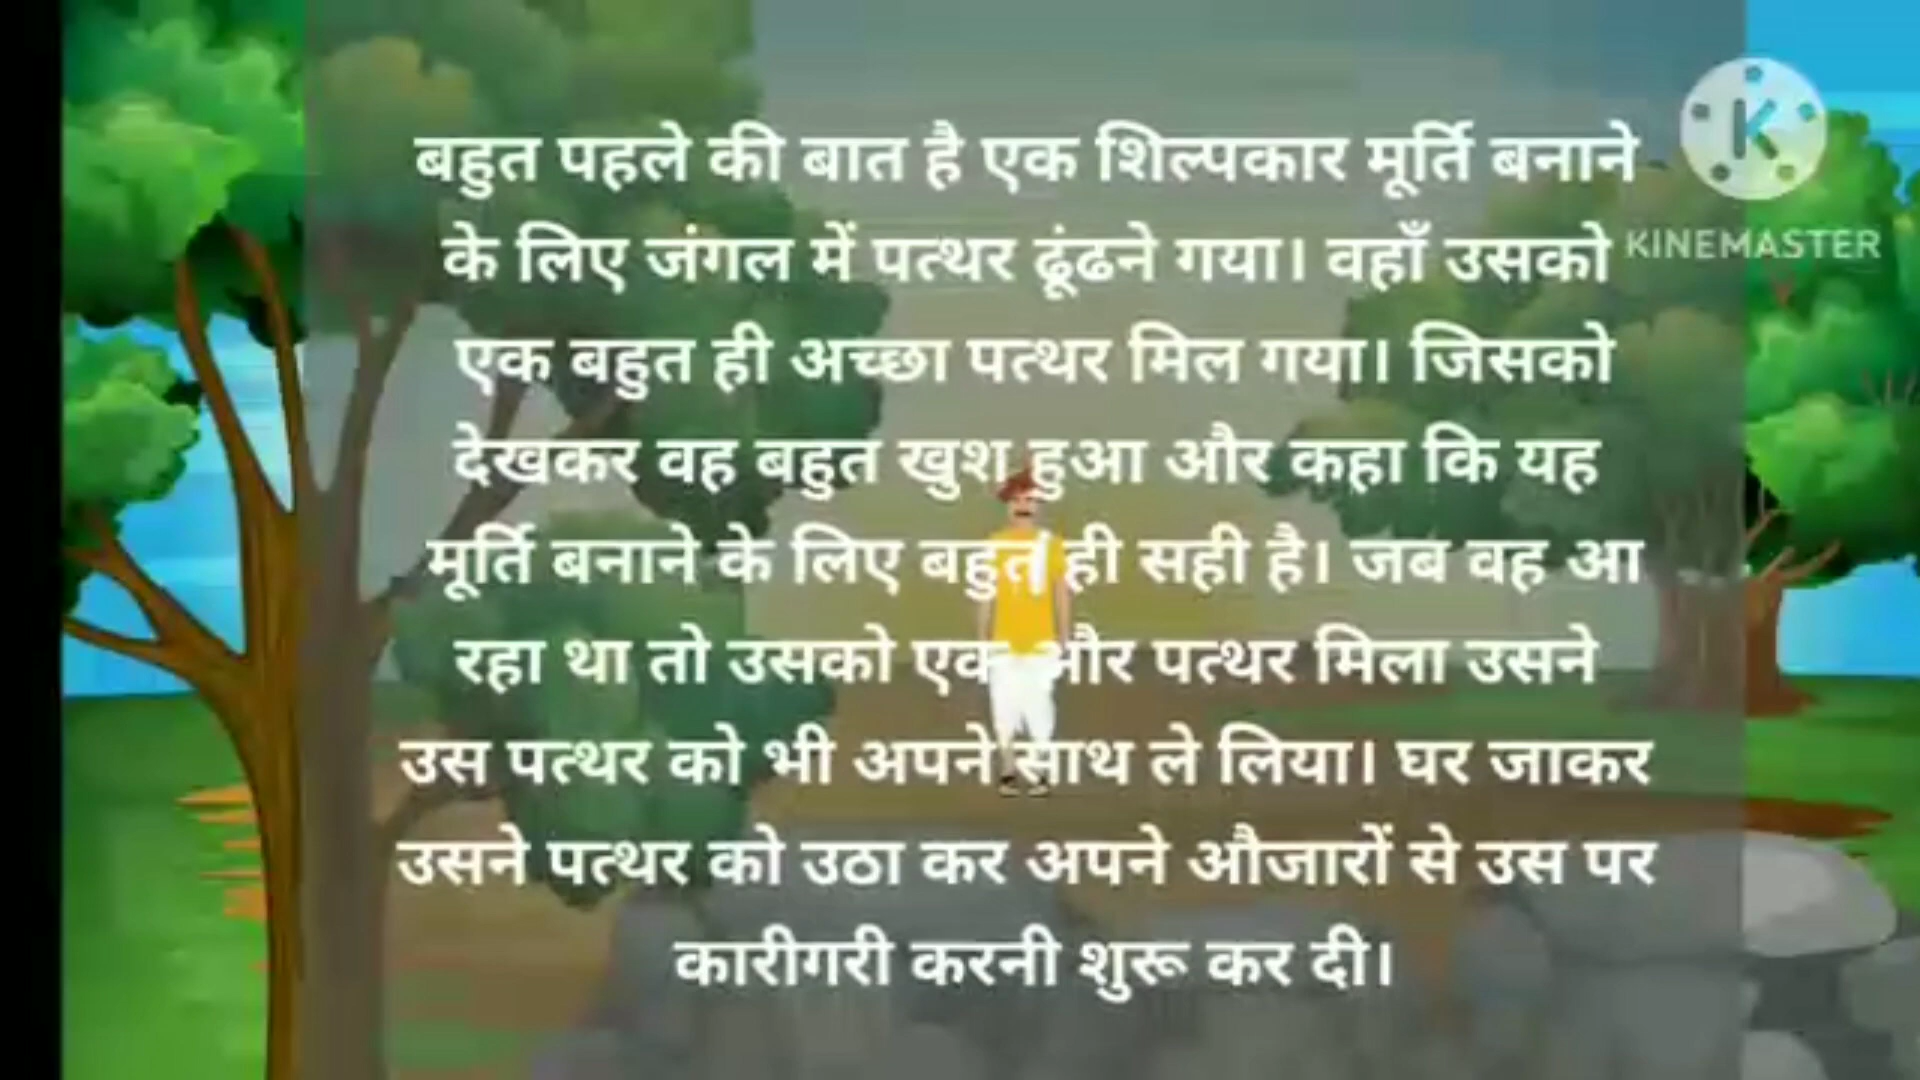 बहुत पहले की बात है एक शिल्पकार मूर्ति बनाने
के लिए जंगल में पत्थर ढूंढने गया। वहाँ उसको
एक बहुत ही अच्छा पत्थर मिल गया। जिसको
देखकर वह बहुत खुश हुआ और कहा कि यह
मूर्ति बनाने के लिए बहुत ही सही है। जब वह आ
रहा था तो उसको एक और पत्थर मिला उसने
उस पत्थर को भी अपने साथ ले लिया। घर जाकर
उसने पत्थर को उठा कर अपने औजारों से उस पर
कारीगरी करनी शुरू कर दी।
K
KINEMASTER